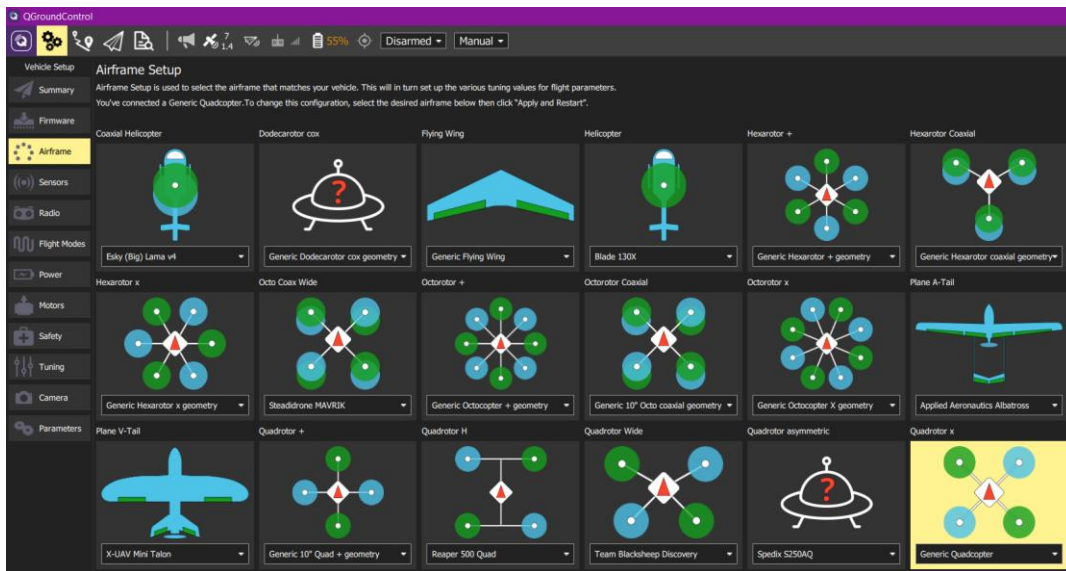 QGroundControl
7
1.4
55%
Disarmed
Manual
Vehicle Setup
Summary
Firmware
Airframe
Sensors
Radio
Flight Modes
Power
Motors
Safety
Tuning
Camera
Parameters
Airframe Setup
Airframe Setup is used to select the airframe that matches your vehicle. This will in turn set up the various tuning values for flight parameters.
You've connected a Generic Quadcopter.To change this configuration, select the desired airframe below then click "Apply and Restart".
Coaxial Helicopter
Dodecarotor cox
Flying Wing
Helicopter
Hexarotor +
Hexarotor Coaxial
?
Esky (Big) Lama v4
Generic Dodecarotor cox geometry
Generic Flying Wing
Blade 130X
Generic Hexarotor + geometry
Generic Hexarotor coaxial geometry
Hexarotor x
Octo Coax Wide
Octorotor +
Octorotor Coaxial
Octorotor x
Plane A-Tail
Generic Hexarotor x geometry
Steadidrone MAVRIK
Generic Octocopter + geometry
Generic 10" Octo coaxial geometry
Generic Octocopter X geometry
Applied Aeronautics Albatross
Plane V-Tail
Quadrotor +
Quadrotor H
Quadrotor Wide
Quadrotor asymmetric
Quadrotor x
?
X-UAV Mini Talon
Generic 10" Quad + geometry
Reaper 500 Quad
Team Blacksheep Discovery
Spedix S250AQ
Generic Quadcopter